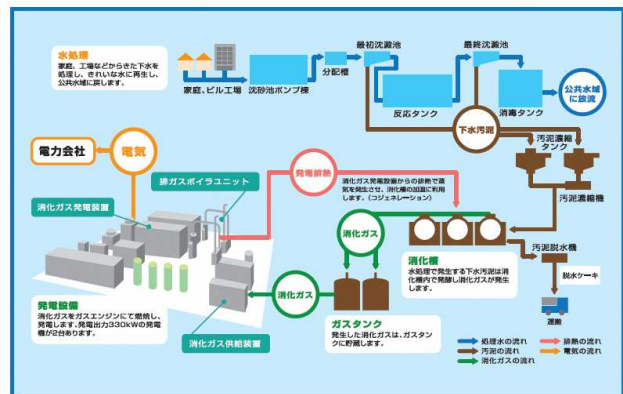 水処理
家庭、工場などからきた下水を
処理し、きれいな水に再生し、
公共水域に戻します。
家庭、ビル工場
沈砂池ポンプ棟
分配槽
最初沈澱池
反応タンク
最終沈澱池
消毒タンク
公共水域
に放流
下水汚泥
汚泥濃縮
タンク
汚泥濃縮機
電力会社
電気
排ガスボイラユニット
消化ガス発電装置
発電排熱
消化ガス発電設備からの排熱で蒸
気を発生させ、消化槽の加温に利用
します。(コジェネレーション)
消化ガス
消化槽
水処理で発生する下水汚泥は消
化槽内で発酵し消化ガスが発生
します。
汚泥脱水機
脱水ケーキ
運搬
発電設備
消化ガスをガスエンジンにて燃焼し、
発電します。発電出力330kWの発電
機が2台あります。
消化ガス
消化ガス供給装置
ガスタンク
発生した消化ガスは、ガスタン
クに貯蔵します。
処理水の流れ
排熱の流れ
汚泥の流れ
電気の流れ
消化ガスの流れ